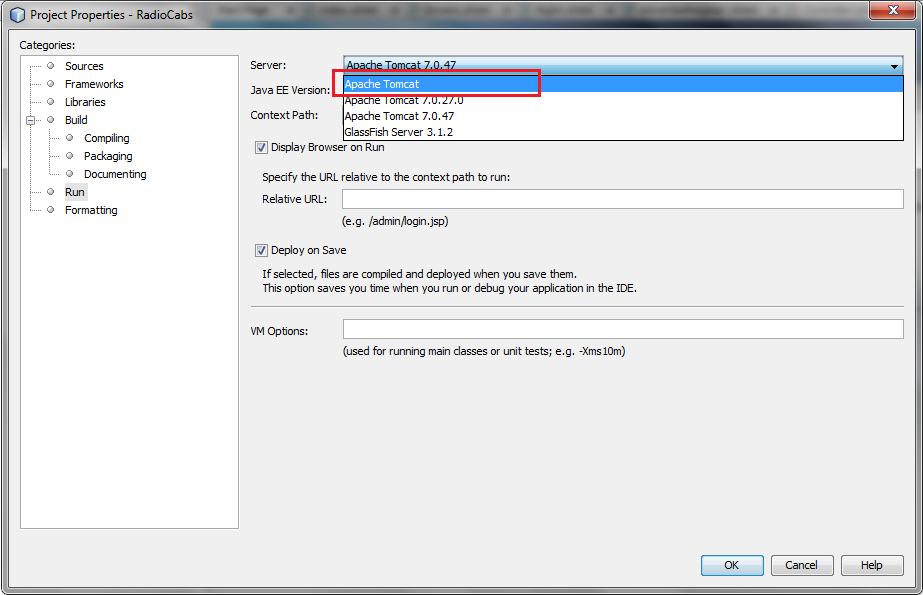 Project Properties - RadioCabs
Categories:
Sources
Frameworks
Libraries
Build
Compiling
Packaging
Documenting
Run
Formatting
Server:
Apache Tomcat 7.0.47
Apache Tomcat
Java EE Version:
Apache Tomcat 7.0.27.0
Context Path:
Apache Tomcat 7.0.47
GlassFish Server 3.1.2
Display Browser on Run
Specify the URL relative to the context path to run:
Relative URL:
(e.g. /admin/login.jsp)
Deploy on Save
If selected, files are compiled and deployed when you save them.
This option saves you time when you run or debug your application in the IDE.
VM Options:
(used for running main classes or unit tests; e.g. -Xms10m)
OK
Cancel
Help